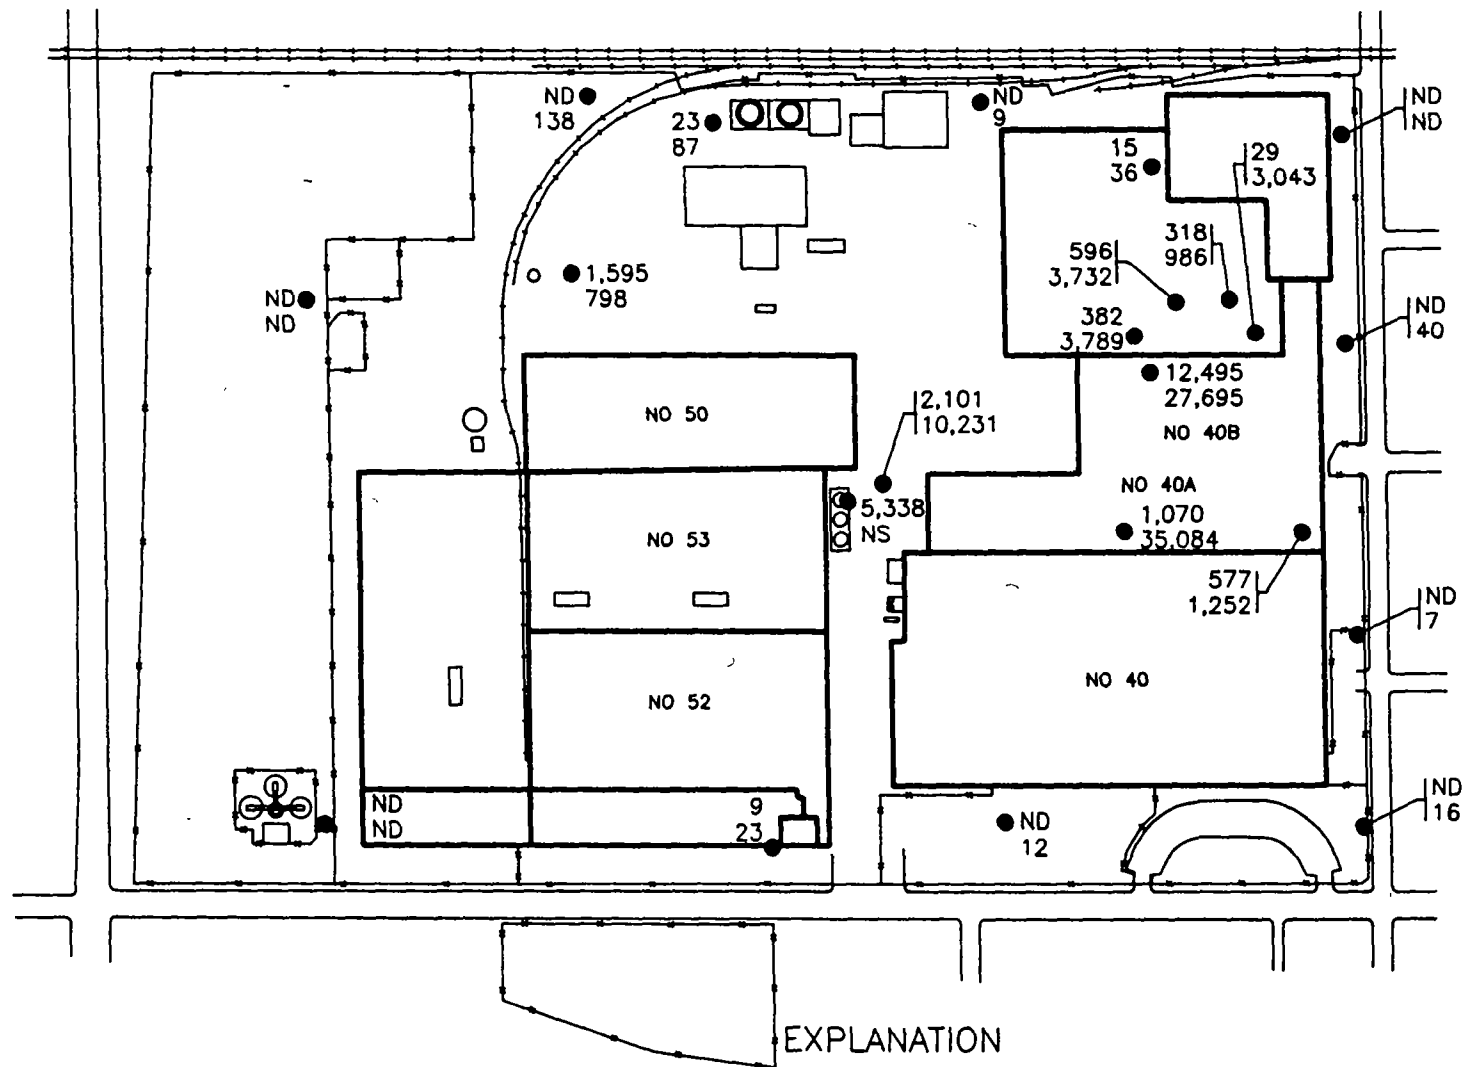 ND
138
23
87
ND
9
ND
ND
15
36
29
3,043
318
986
596
3,732
1,595
798
ND
ND
382
3,789
ND
40
12,495
27,695
NO 40B
NO 50
2,101
10,231
NO 40A
5,338
NS
1,070
35,084
NO 53
577
1,252
ND
7
NO 40
NO 52
ND
16
ND
ND
9
23
ND
12
EXPLANATION